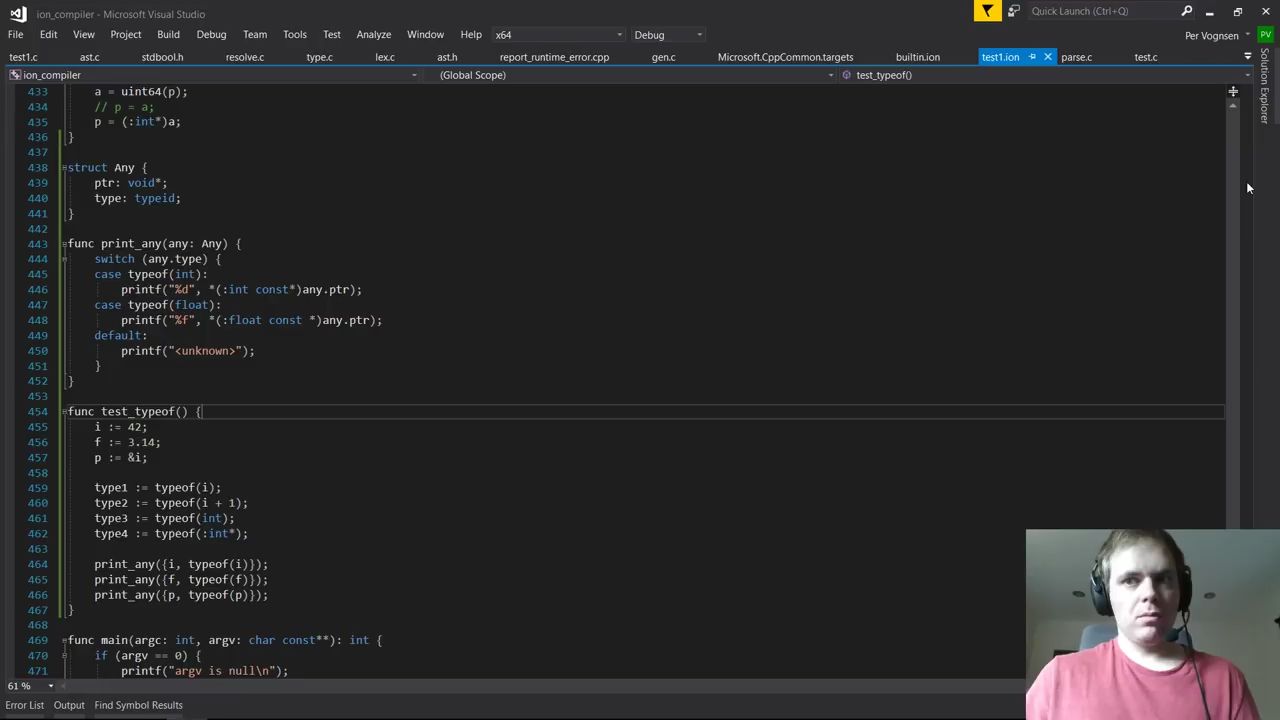 ion_compiler - Microsoft Visual Studio
Quick Launch (Ctrl+Q)
File Edit View Project Build Debug Team Tools Test Analyze Window Help x64 Debug
Per Vognsen PV
test1.c ast.c stdbool.h resolve.c type.c lex.c ast.h report_runtime_error.cpp gen.c Microsoft.CppCommon.targets builtin.ion test1.ion parse.c test.c
Solution Explorer
ion_compiler (Global Scope) test_typeof()
433 a = uint64(p);
434 // p = a;
435 p = (:int*)a;
436 }
437
438 struct Any {
439 ptr: void*;
440 type: typeid;
441 }
442
443 func print_any(any: Any) {
444 switch (any.type) {
445 case typeof(int):
446 printf("%d", *(:int const*)any.ptr);
447 case typeof(float):
448 printf("%f", *(:float const *)any.ptr);
449 default:
450 printf("<unknown>");
451 }
452 }
453
454 func test_typeof() {
455 i := 42;
456 f := 3.14;
457 p := &i;
458
459 type1 := typeof(i);
460 type2 := typeof(i + 1);
461 type3 := typeof(int);
462 type4 := typeof(:int*);
463
464 print_any({i, typeof(i)});
465 print_any({f, typeof(f)});
466 print_any({p, typeof(p)});
467 }
468
469 func main(argc: int, argv: char const**): int {
470 if (argv == 0) {
471 printf("argv is null\n");
61 %
Error List Output Find Symbol Results